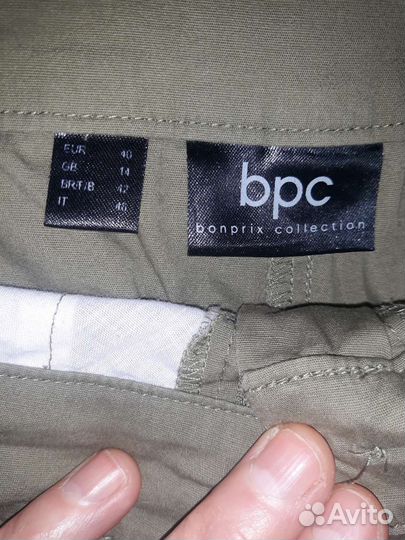 EUR 40
GB 14
BR/F/B 42
IT 46
bpc
bonprix collection
Avito